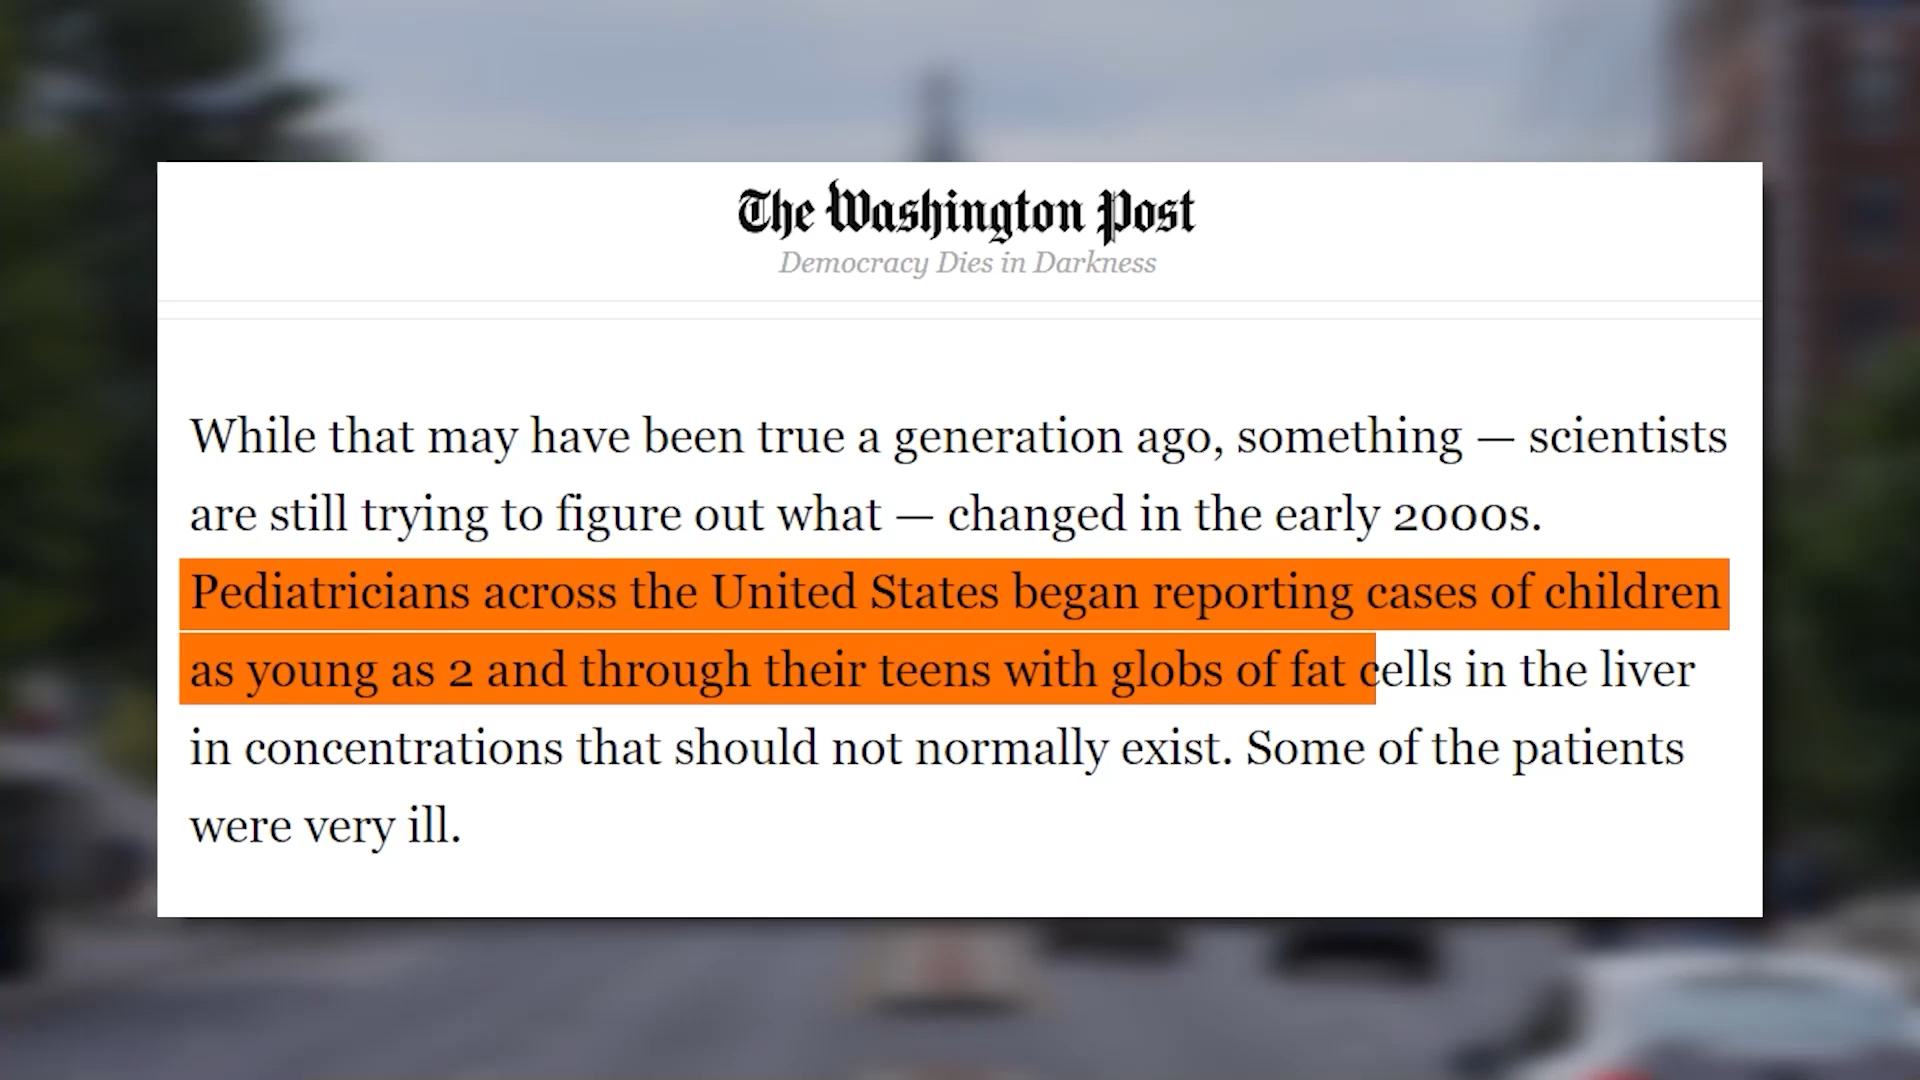 The Washington Post
Democracy Dies in Darkness
While that may have been true a generation ago, something — scientists
are still trying to figure out what — changed in the early 2000s.
Pediatricians across the United States began reporting cases of children
as young as 2 and through their teens with globs of fat cells in the liver
in concentrations that should not normally exist. Some of the patients
were very ill.